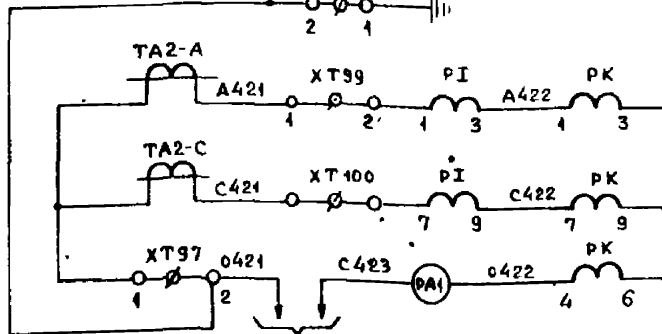 2 1
TA2-A
A421 XT99 PI A422 PK
1 2 1 3 1 3
TA2-C
C421 XT100 PI C422 PK
7 9 7 9
XT97 0421 C423 PA1 0422 PK
1 2 4 6